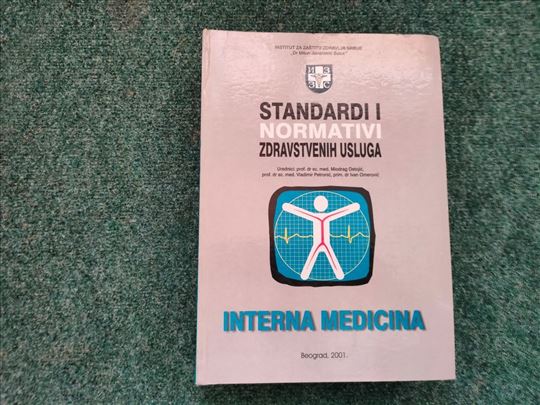 INSTITUT ZA ZAŠTITU ZDRAVLJA SRBIJE
"Dr Milan Jovanović Batut"
STANDARDI I
NORMATIVI
ZDRAVSTVENIH USLUGA
Urednici: prof. dr sc. med. Miodrag Ostojić,
prof. dr sc. med. Vladimir Petronić, prim. dr Ivan Omerović
INTERNA MEDICINA
Beograd, 2001.